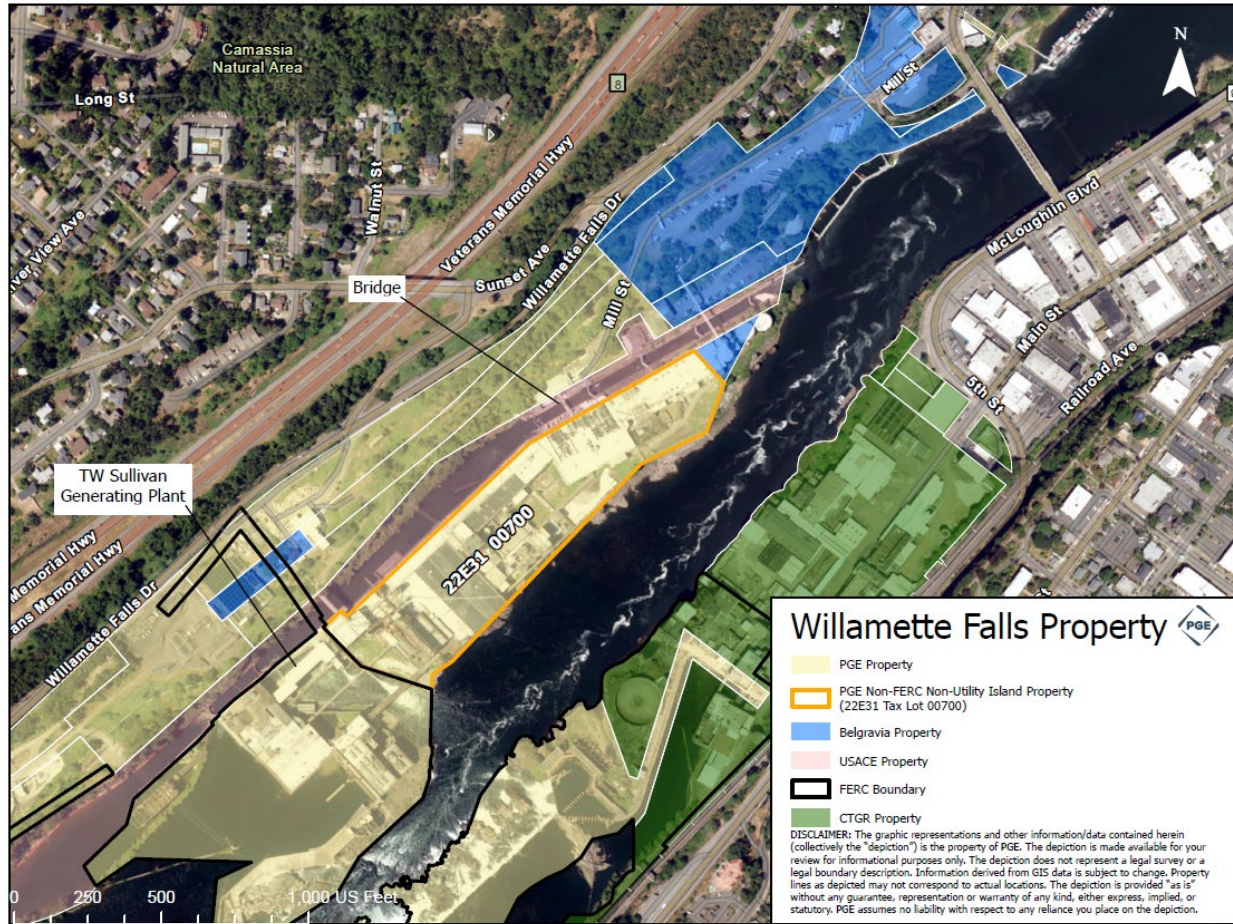 Camassia
Natural Area
Long St
8
Mill St
N
Walnut St
Veterans Memorial Hwy
McLoughlin Blvd
iver View Ave
Sunset Ave
Willamette Falls Dr
Bridge
Mill St
Main St
Railroad Ave
5th St
TW Sullivan
Generating Plant
22E31 00700
Memorial Hwy
ans Memorial Hwy
Willamette Falls Dr
Willamette Falls Property
PGE
PGE Property
PGE Non-FERC Non-Utility Island Property
(22E31 Tax Lot 00700)
Belgravia Property
USACE Property
FERC Boundary
CTGR Property
DISCLAIMER: The graphic representations and other information/data contained herein
(collectively the "depiction") is the property of PGE. The depiction is made available for your
review for informational purposes only. The depiction does not represent a legal survey or a
legal boundary description. Information derived from GIS data is subject to change. Property
lines as depicted may not correspond to actual locations. The depiction is provided "as is"
without any guarantee, representation or warranty of any kind, either express, implied, or
statutory. PGE assumes no liability with respect to any reliance you place on the depiction.
0 250 500 1,000 US Feet